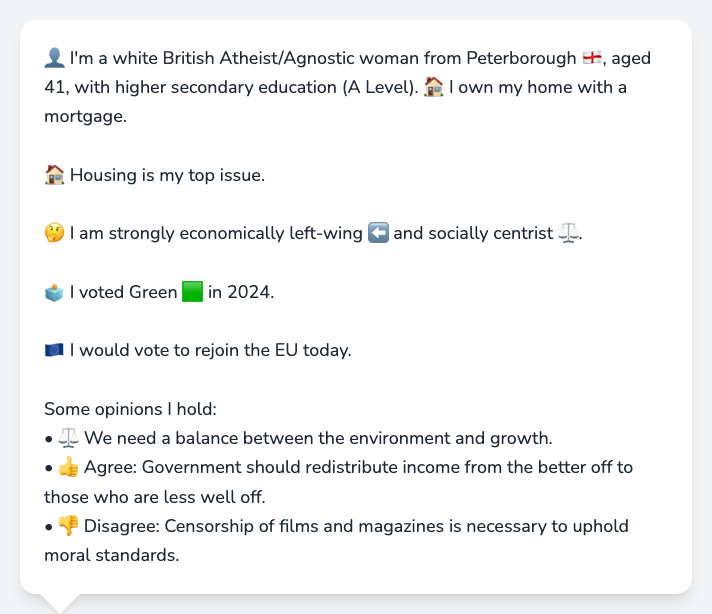 👤 I'm a white British Atheist/Agnostic woman from Peterborough 🏴󠁧󠁢󠁥󠁮󠁧󠁿, aged
41, with higher secondary education (A Level). 🏠 I own my home with a
mortgage.
🏠 Housing is my top issue.
🤔 I am strongly economically left-wing ⬅️ and socially centrist ⚖️.
🗳️ I voted Green 🟩 in 2024.
🇪🇺 I would vote to rejoin the EU today.
Some opinions I hold:
• ⚖️ We need a balance between the environment and growth.
• 👍 Agree: Government should redistribute income from the better off to
those who are less well off.
• 👎 Disagree: Censorship of films and magazines is necessary to uphold
moral standards.